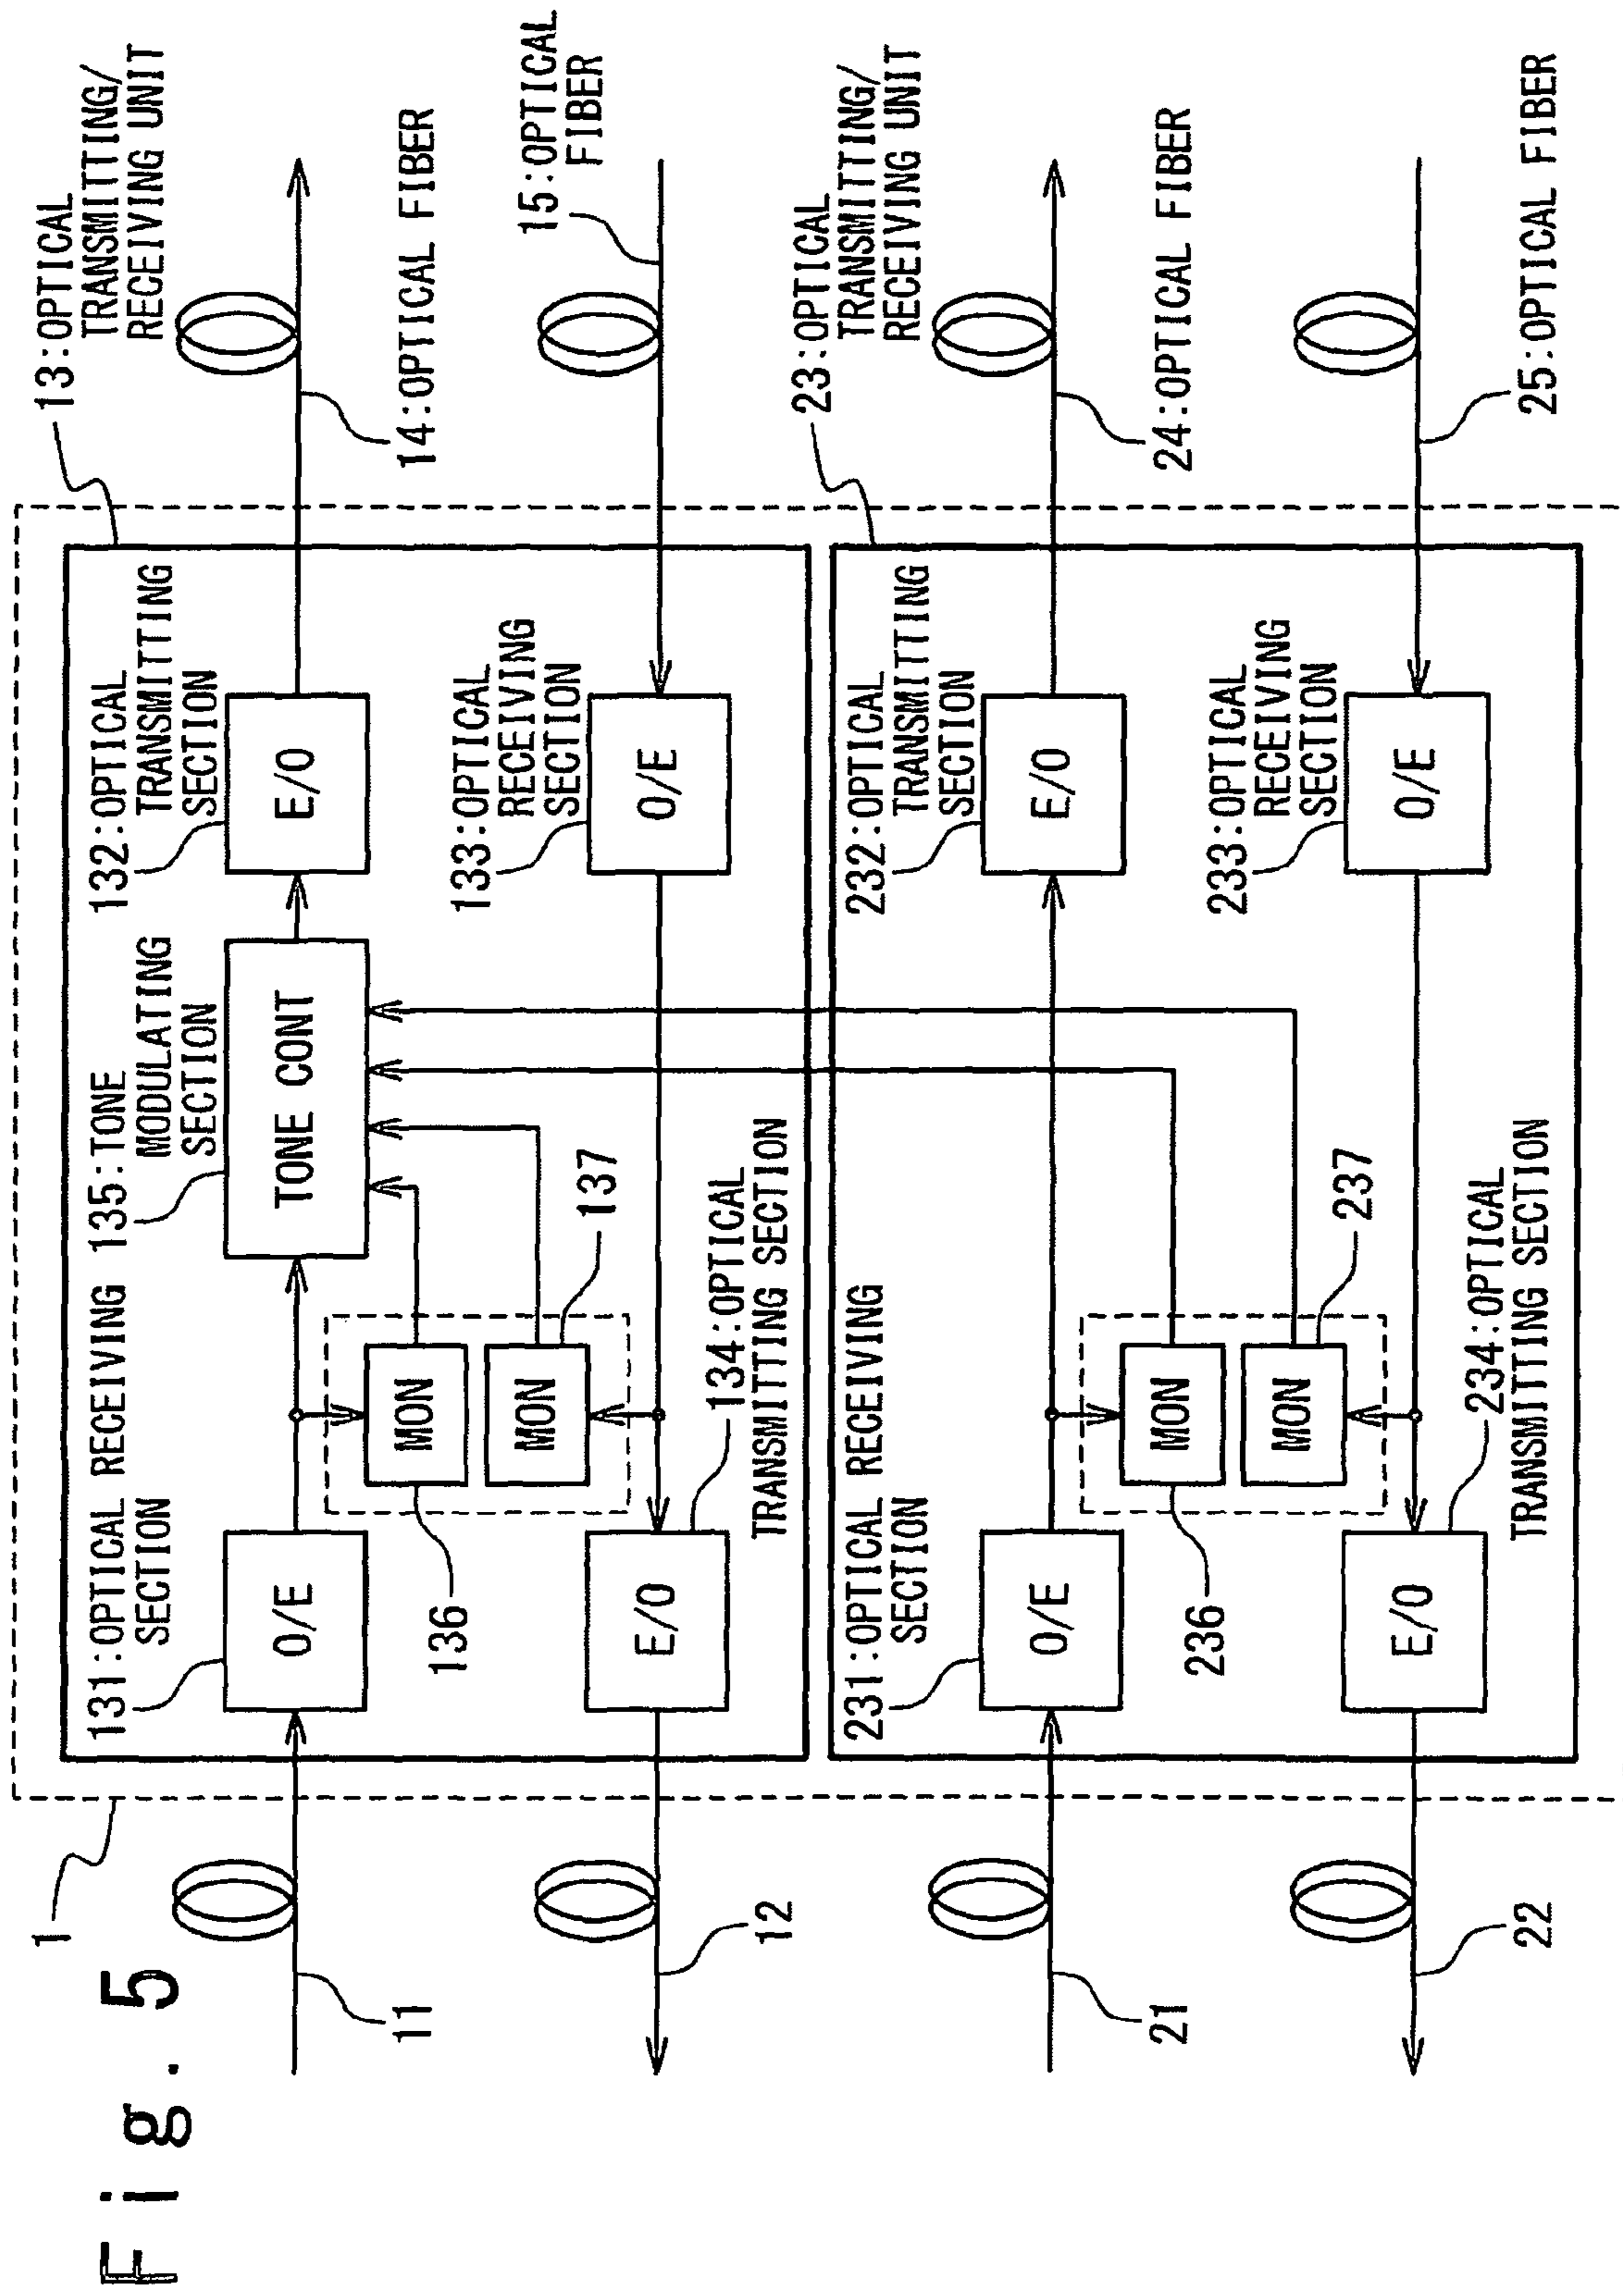 Fig. 5
1
13:OPTICAL
TRANSMITTING/
RECEIVING UNIT
131:OPTICAL RECEIVING
SECTION
135:TONE
MODULATING
SECTION
132:OPTICAL
TRANSMITTING
SECTION
11
O/E
TONE CONT
E/O
14:OPTICAL FIBER
136
MON
MON
137
133:OPTICAL
RECEIVING
SECTION
15:OPTICAL
FIBER
12
E/O
O/E
134:OPTICAL
TRANSMITTING SECTION
23:OPTICAL
TRANSMITTING/
RECEIVING UNIT
231:OPTICAL RECEIVING
SECTION
232:OPTICAL
TRANSMITTING
SECTION
21
O/E
E/O
24:OPTICAL FIBER
236
MON
MON
237
233:OPTICAL
RECEIVING
SECTION
22
E/O
O/E
234:OPTICAL
TRANSMITTING SECTION
25:OPTICAL FIBER